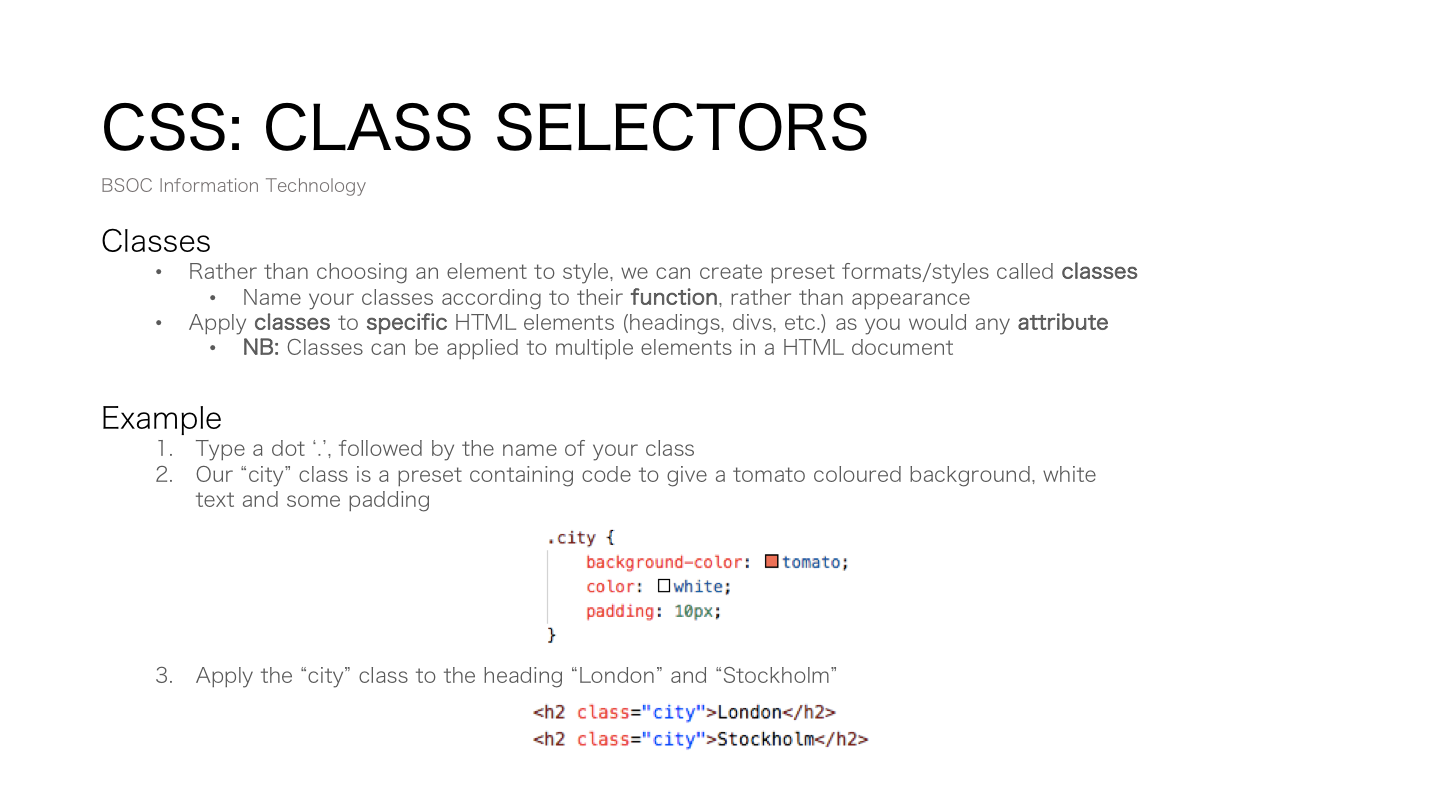 CSS: CLASS SELECTORS
BSOC Information Technology
Classes
• Rather than choosing an element to style, we can create preset formats/styles called classes
• Name your classes according to their function, rather than appearance
• Apply classes to specific HTML elements (headings, divs, etc.) as you would any attribute
• NB: Classes can be applied to multiple elements in a HTML document
Example
1. Type a dot ‘.’, followed by the name of your class
2. Our “city” class is a preset containing code to give a tomato coloured background, white
text and some padding
.city {
background-color: tomato;
color: white;
padding: 10px;
}
3. Apply the “city” class to the heading “London” and “Stockholm”
<h2 class="city">London</h2>
<h2 class="city">Stockholm</h2>